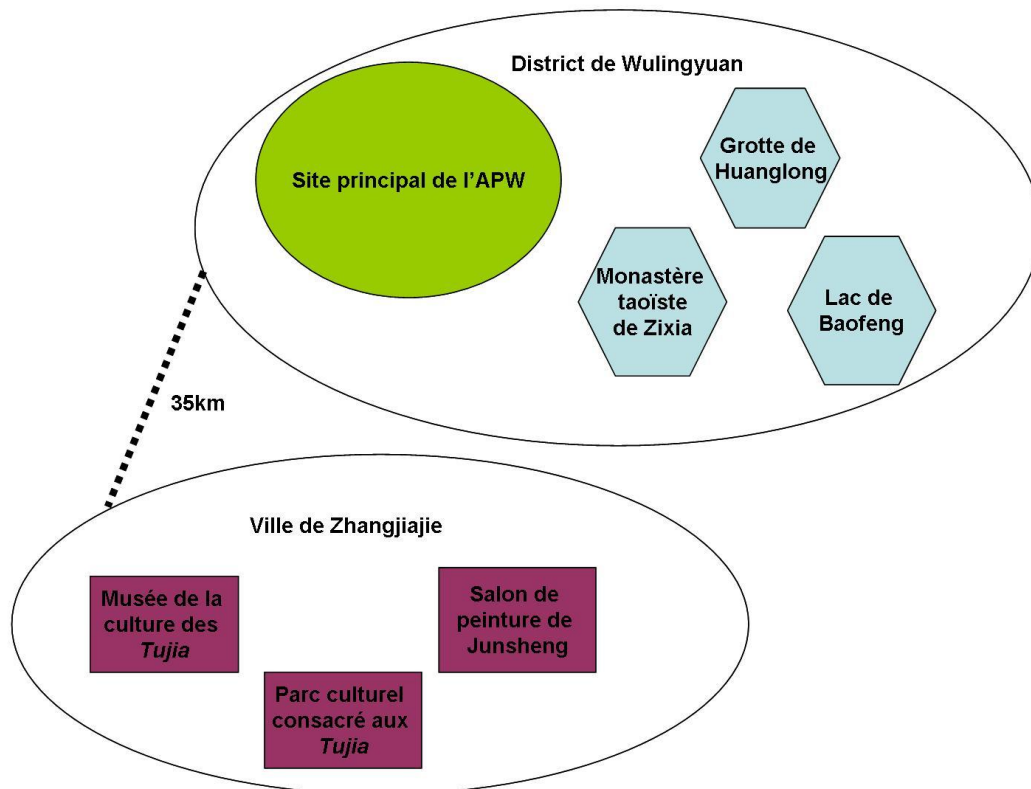 District de Wulingyuan
Site principal de l'APW
Grotte de
Huanglong
Monastère
taoïste
de Zixia
Lac de
Baofeng
35km
Ville de Zhangjiajie
Musée de la
culture des
Tujia
Salon de
peinture de
Junsheng
Parc culturel
consacré aux
Tujia